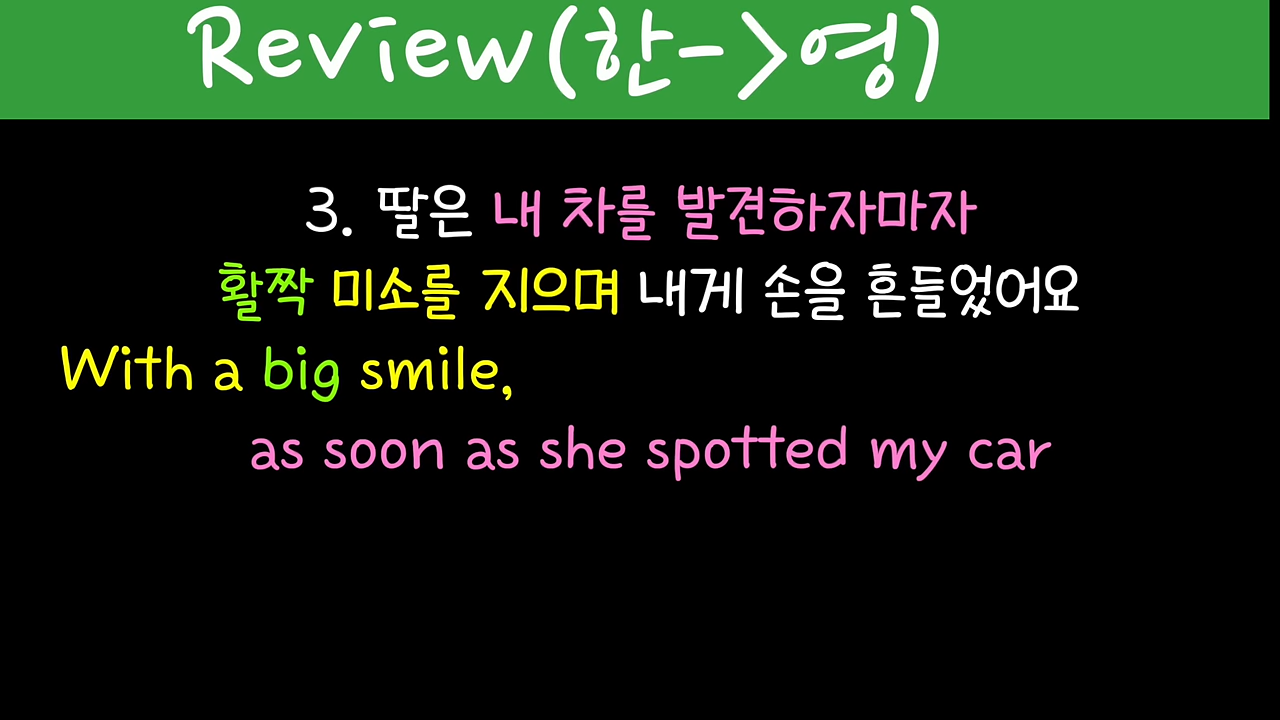 Review(한->영)
3. 딸은 내 차를 발견하자마자
활짝 미소를 지으며 내게 손을 흔들었어요
With a big smile,
as soon as she spotted my car